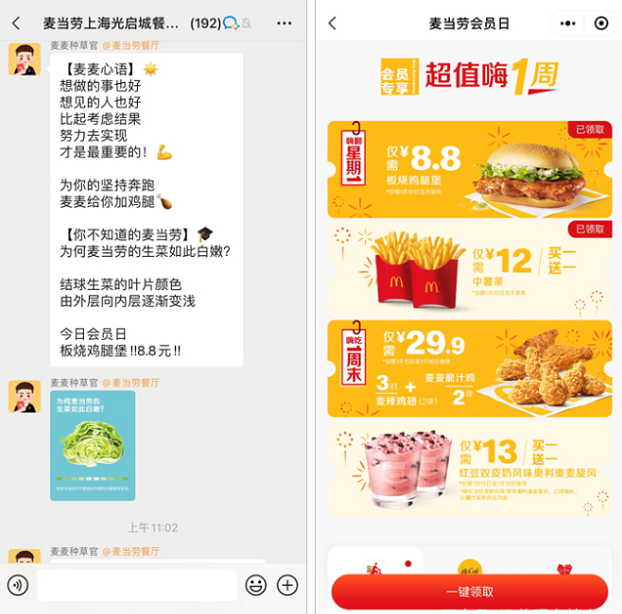 麦当劳上海光启城餐... (192)
麦麦种草官 @麦当劳餐厅
【麦麦心语】☀️
想做的事也好
想见的人也好
比起考虑结果
努力去实现
才是最重要的！💪
为你的坚持奔跑
麦麦给你加鸡腿🍗
【你不知道的麦当劳】🎓
为何麦当劳的生菜如此白嫩？
结球生菜的叶片颜色
由外层向内层逐渐变浅
今日会员日
板烧鸡腿堡‼️8.8元‼️
麦麦种草官 @麦当劳餐厅
为何麦当劳的
生菜如此白嫩?
上午 11:02
麦麦种草官 @麦当劳餐厅
麦当劳会员日
会员专享 超值嗨1周
已领取
嗨翻星期1
仅需¥8.8
板烧鸡腿堡
已领取
仅需¥12 买一送一
中薯条
嗨吃1周末
仅需¥29.9
3对麦辣鸡翅(2块) + 麦麦脆汁鸡2块
仅需¥13 买一送一
红豆双皮奶风味奥利奥麦旋风
一键领取